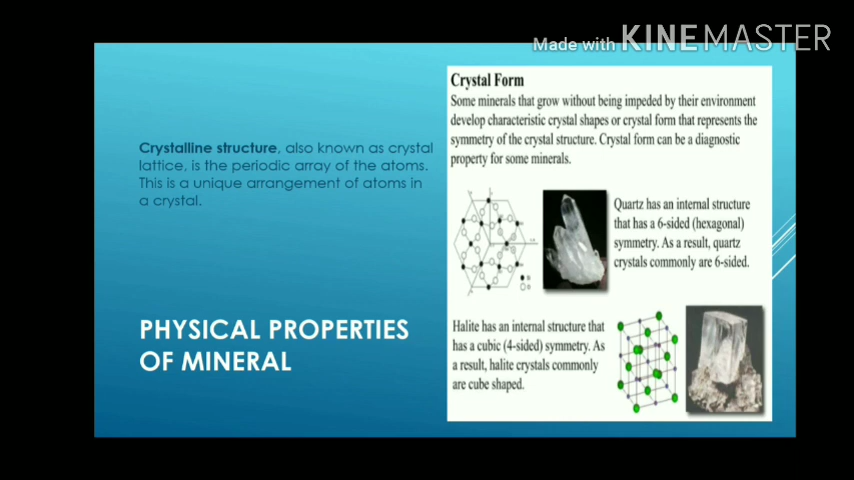 Made with KINEMASTER
Crystalline structure, also known as crystal
lattice, is the periodic array of the atoms.
This is a unique arrangement of atoms in
a crystal.
PHYSICAL PROPERTIES
OF MINERAL
Crystal Form
Some minerals that grow without being impeded by their environment
develop characteristic crystal shapes or crystal form that represents the
symmetry of the crystal structure. Crystal form can be a diagnostic
property for some minerals.
Quartz has an internal structure
that has a 6-sided (hexagonal)
symmetry. As a result, quartz
crystals commonly are 6-sided.
Halite has an internal structure that
has a cubic (4-sided) symmetry. As
a result, halite crystals commonly
are cube shaped.